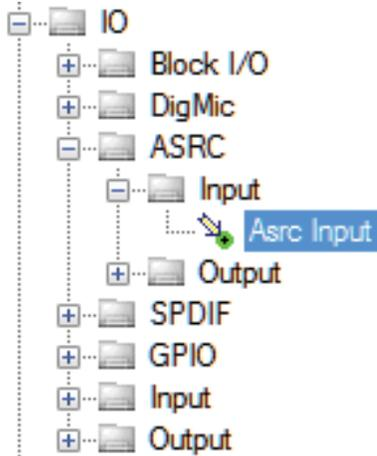 IO
Block I/O
DigMic
ASRC
Input
Asrc Input
Output
SPDIF
GPIO
Input
Output